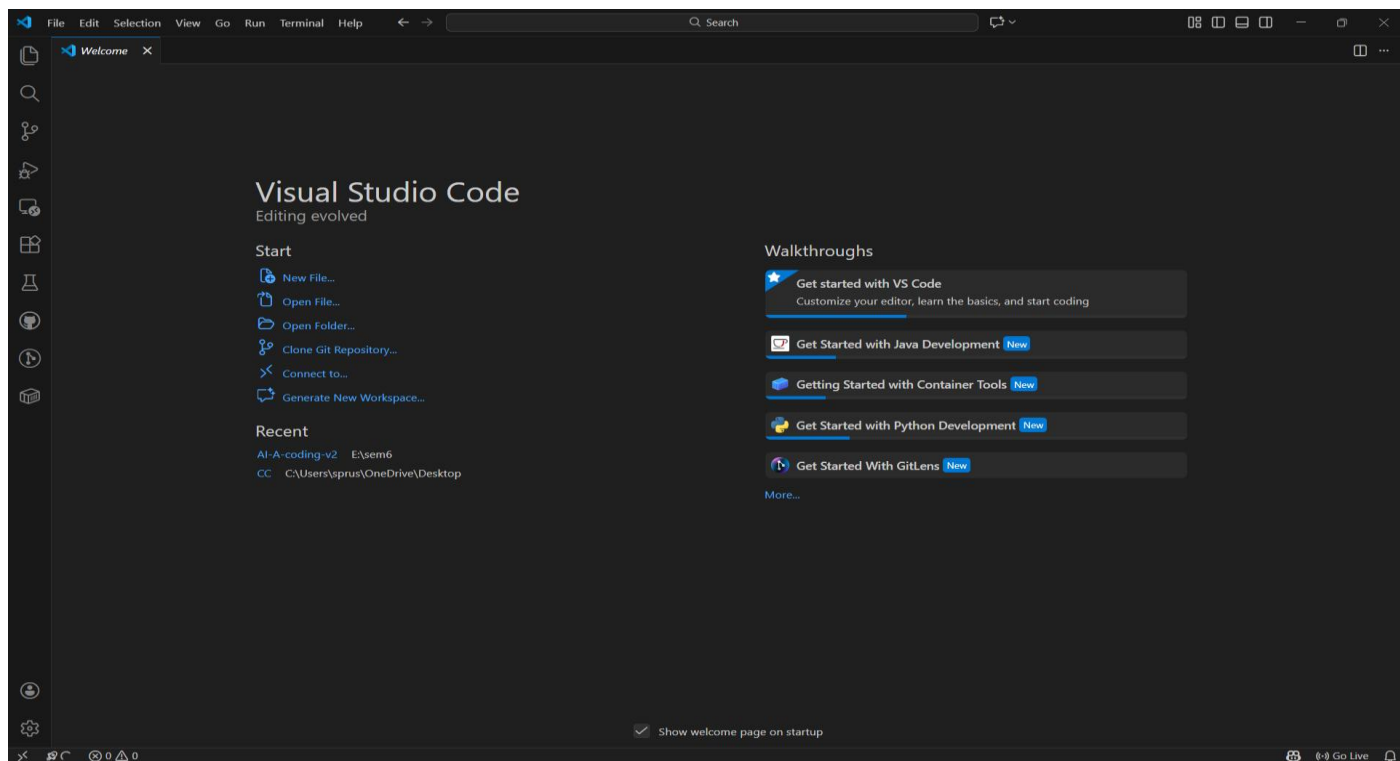 File Edit Selection View Go Run Terminal Help Search
Welcome
Visual Studio Code
Editing evolved
Start
New File...
Open File...
Open Folder...
Clone Git Repository...
Connect to...
Generate New Workspace...
Recent
AI-A-coding-v2 E:\sem6
CC C:\Users\sprus\OneDrive\Desktop
Walkthroughs
Get started with VS Code
Customize your editor, learn the basics, and start coding
Get Started with Java Development New
Getting Started with Container Tools New
Get Started with Python Development New
Get Started With GitLens New
More...
Show welcome page on startup
0 0 Go Live